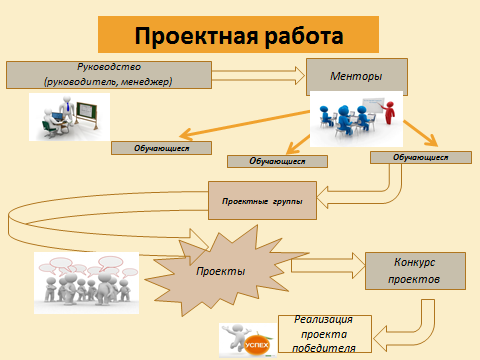 Проектная работа
Руководство
(руководитель, менеджер)
Менторы
Обучающиеся
Обучающиеся
Обучающиеся
Проектные группы
Проекты
Конкурс
проектов
Реализация
проекта
победителя
УСПЕХ